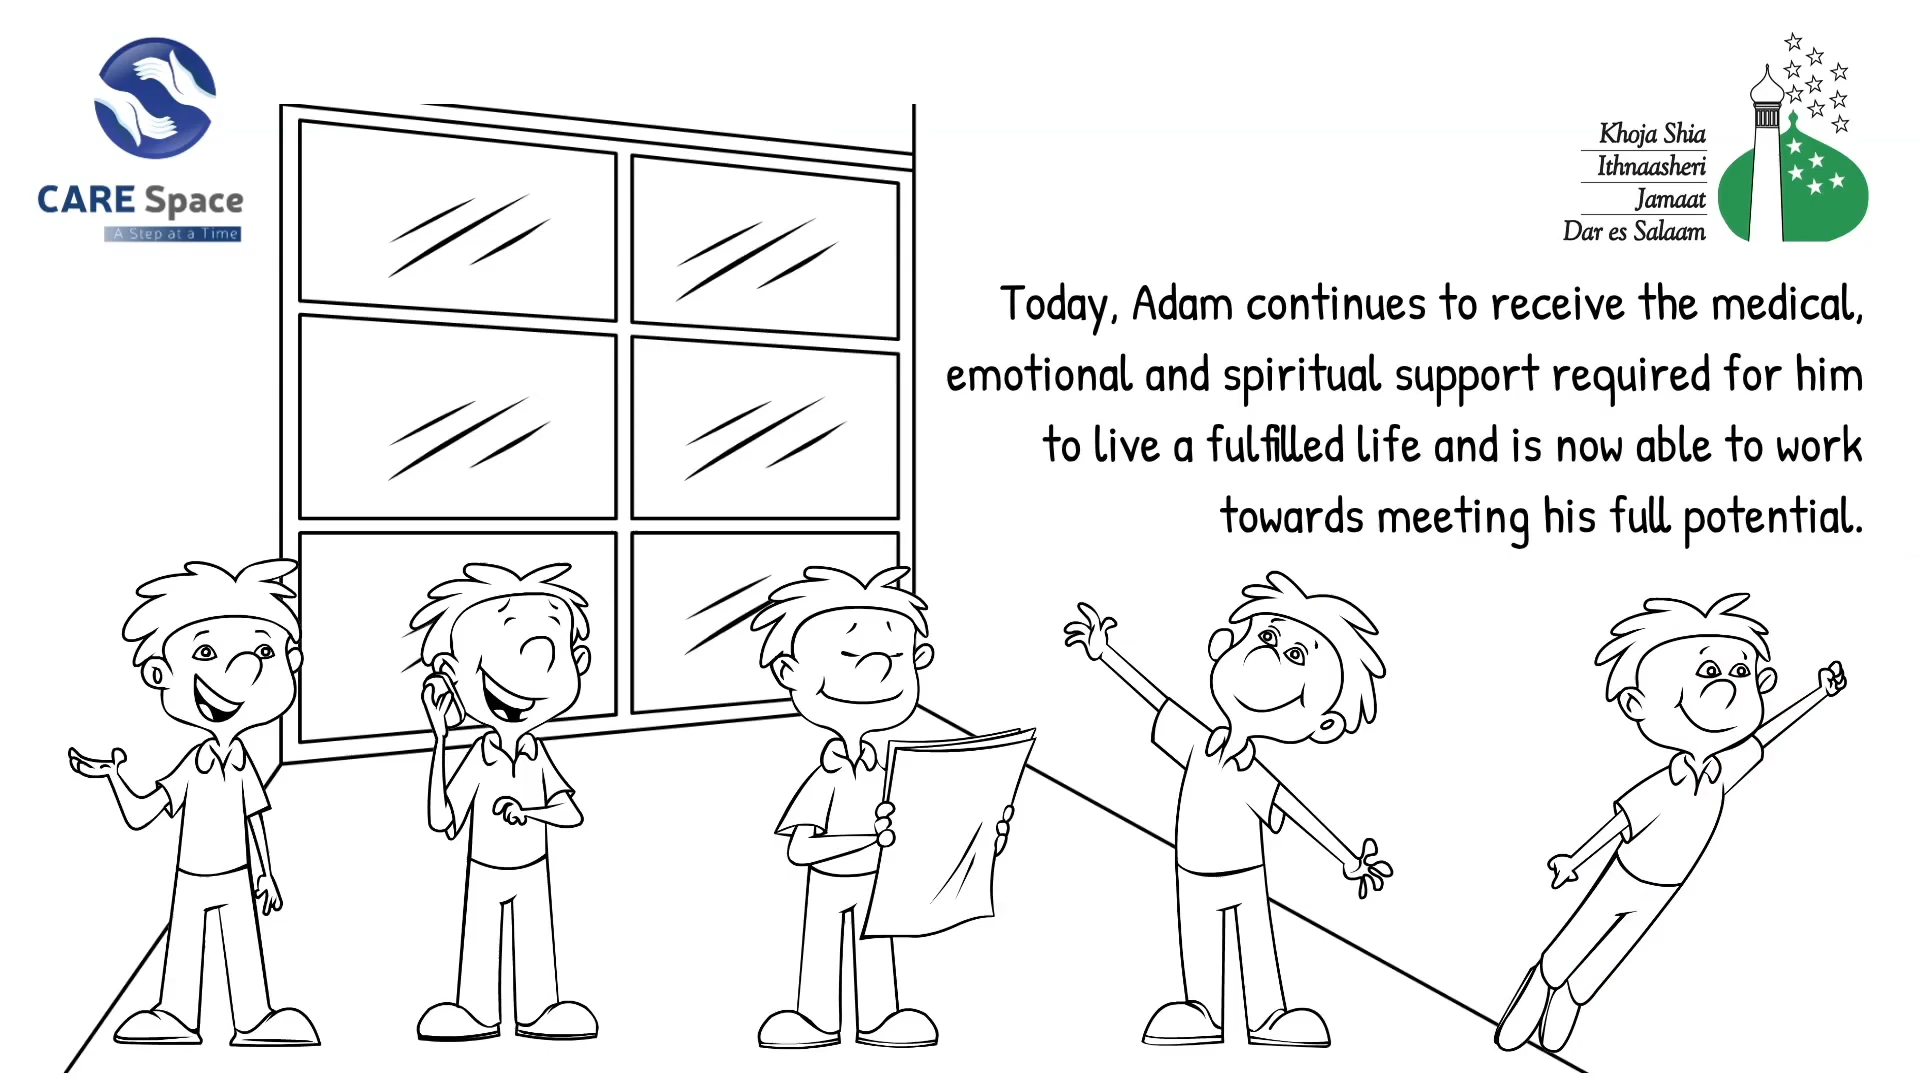 CARE Space
A Step at a Time
Khoja Shia
Ithnaasheri
Jamaat
Dar es Salaam
Today, Adam continues to receive the medical,
emotional and spiritual support required for him
to live a fulfilled life and is now able to work
towards meeting his full potential.